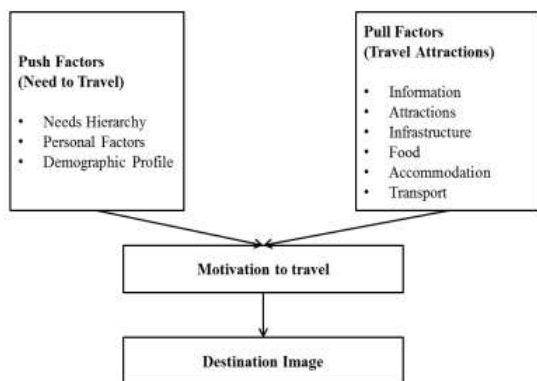 Push Factors
(Need to Travel)
• Needs Hierarchy
• Personal Factors
• Demographic Profile
Pull Factors
(Travel Attractions)
• Information
• Attractions
• Infrastructure
• Food
• Accommodation
• Transport
Motivation to travel
Destination Image